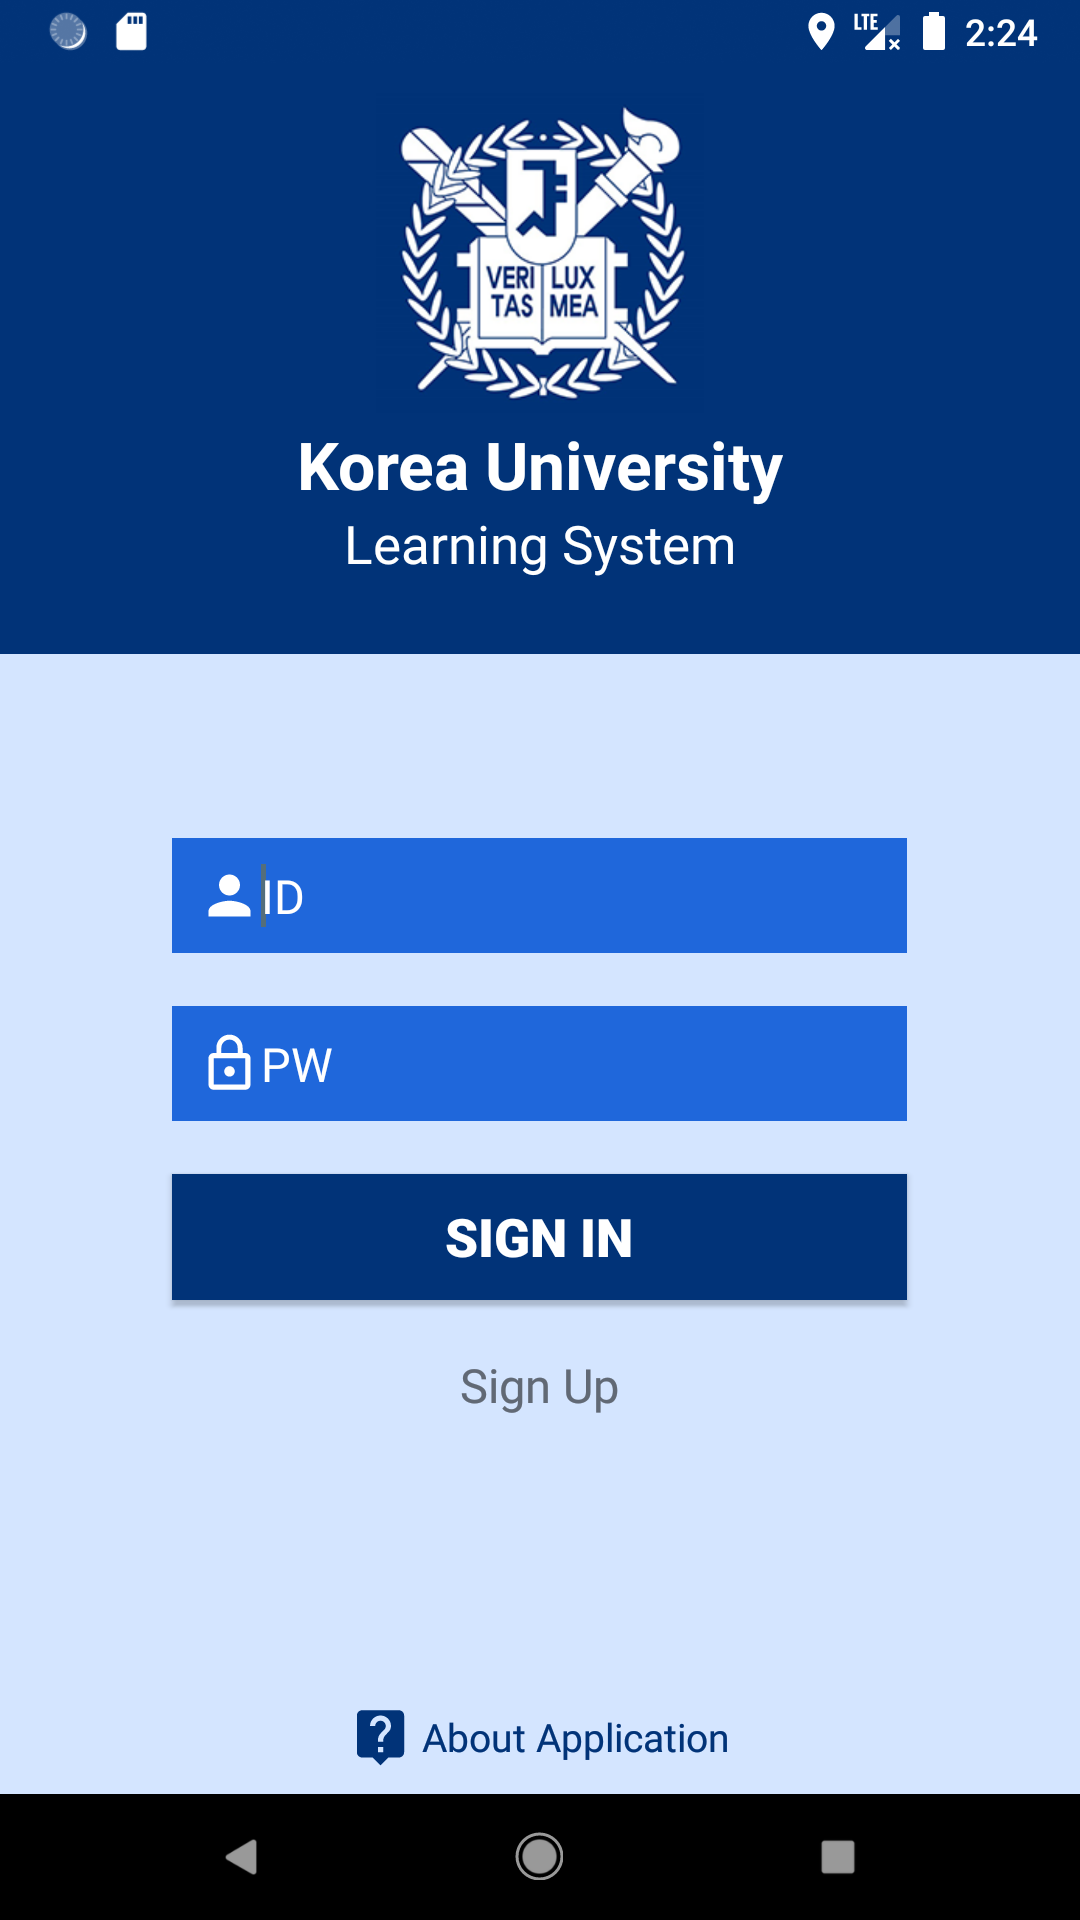 LTE 2:24
VERI LUX
TAS MEA
Korea University
Learning System
ID
PW
SIGN IN
Sign Up
? About Application